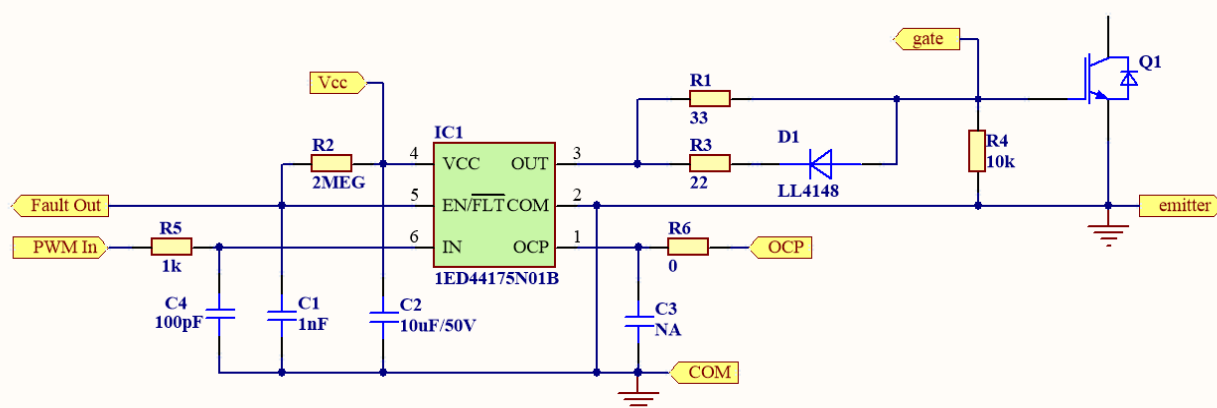 gate
Q1
Vcc
R1
33
IC1
R2
2MEG
4 VCC OUT 3
R3
22
D1
LL4148
R4
10k
Fault Out
5 EN/FLT COM 2
emitter
PWM In
R5
1k
6 IN OCP 1
R6
0
OCP
1ED44175N01B
C4
100pF
C1
1nF
C2
10uF/50V
C3
NA
COM